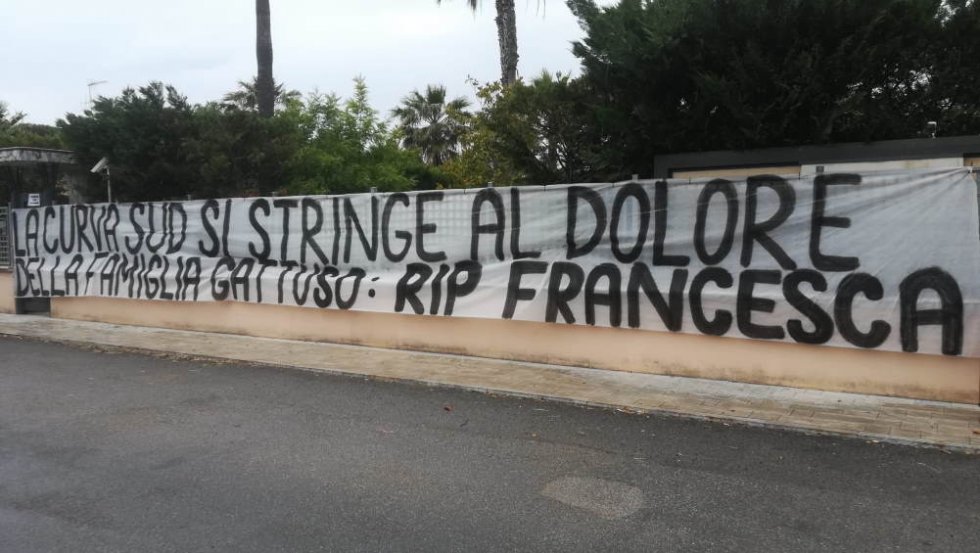 LA CURVA SUD SI STRINGE AL DOLORE
DELLA FAMIGLIA GATTUSO: RIP FRANCESCA